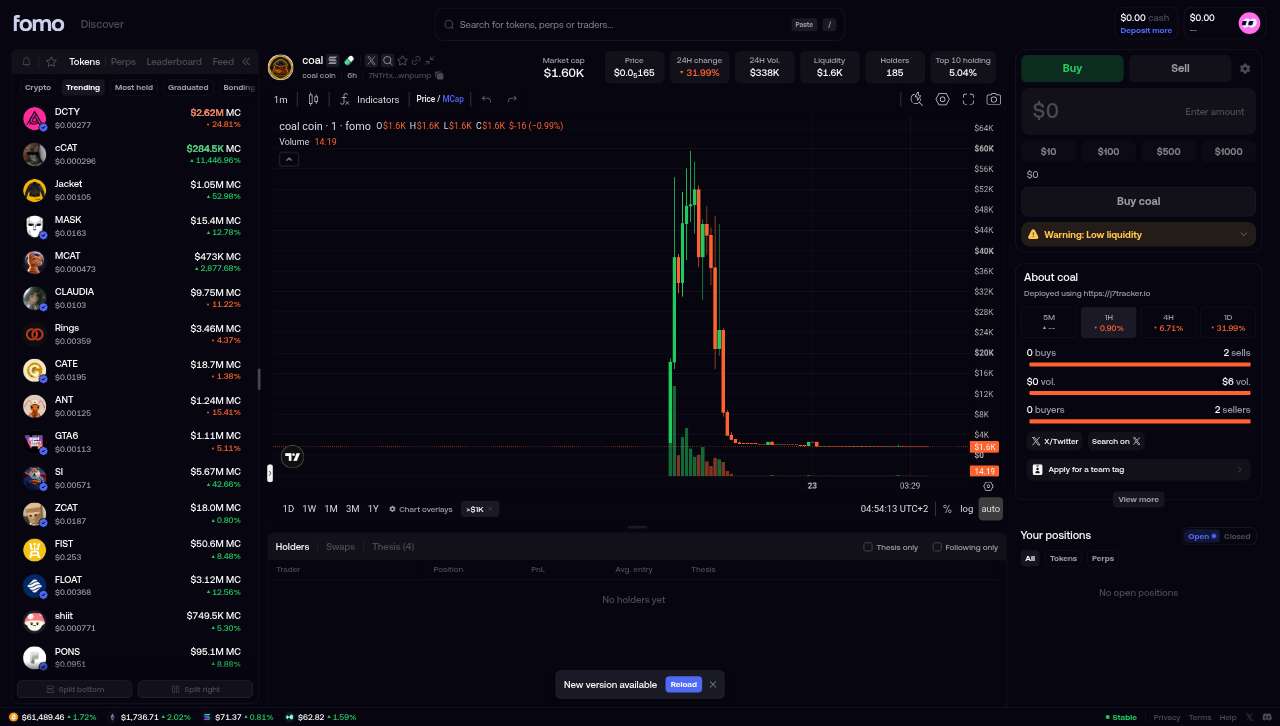 fomo Discover
Search for tokens, perps or traders... Paste /
$0.00 cash
Deposit more
$0.00
—
Tokens Perps Leaderboard Feed
Crypto Trending Most held Graduated Bonding
DCTY $2.62M MC
$0.00277 24.81%
cCAT $284.5K MC
$0.000296 11,446.96%
Jacket $1.05M MC
$0.00105 52.98%
MASK $15.4M MC
$0.0163 12.78%
MCAT $473K MC
$0.000473 2,877.68%
CLAUDIA $9.75M MC
$0.0103 11.22%
Rings $3.46M MC
$0.00359 4.37%
CATE $18.7M MC
$0.0195 1.38%
ANT $1.24M MC
$0.00125 15.41%
GTA6 $1.11M MC
$0.00113 5.11%
SI $5.67M MC
$0.00571 42.66%
ZCAT $18.0M MC
$0.0187 0.80%
FIST $50.6M MC
$0.253 8.48%
FLOAT $3.12M MC
$0.00368 12.56%
shiit $749.5K MC
$0.000771 5.30%
PONS $95.1M MC
$0.0951 8.88%
Split bottom Split right
coal
coal coin 6h
Market cap
$1.60K
Price
$0.0₅165
24H change
31.99%
24H Vol.
$338K
Liquidity
$1.6K
Holders
185
Top 10 holding
5.04%
1m Indicators Price / MCap
coal coin · 1 · fomo O$1.6K H$1.6K L$1.6K C$1.6K $-16 (−0.99%)
Volume 14.19
$64K
$60K
$56K
$52K
$48K
$44K
$40K
$36K
$32K
$28K
$24K
$20K
$16K
$12K
$8K
$4K
$1.6K
$0
14.19
23 03:29
1D 1W 1M 3M 1Y Chart overlays >$1K
04:54:13 UTC+2 % log auto
Holders Swaps Thesis (4)
Thesis only Following only
Trader Position PnL Avg. entry Thesis
No holders yet
New version available Reload
Buy Sell
$0 Enter amount
$10 $100 $500 $1000
$0
Buy coal
Warning: Low liquidity
About coal
Deployed using https://j7tracker.io
5M 1H 4H 1D
-- 0.90% 6.71% 31.99%
0 buys 2 sells
$0 vol. $6 vol.
0 buyers 2 sellers
X/Twitter Search on X
Apply for a team tag
View more
Your positions Open Closed
All Tokens Perps
No open positions
$61,489.46 1.72% $1,736.71 2.02% $71.37 0.81% $62.82 1.59%
Stable Privacy Terms Help